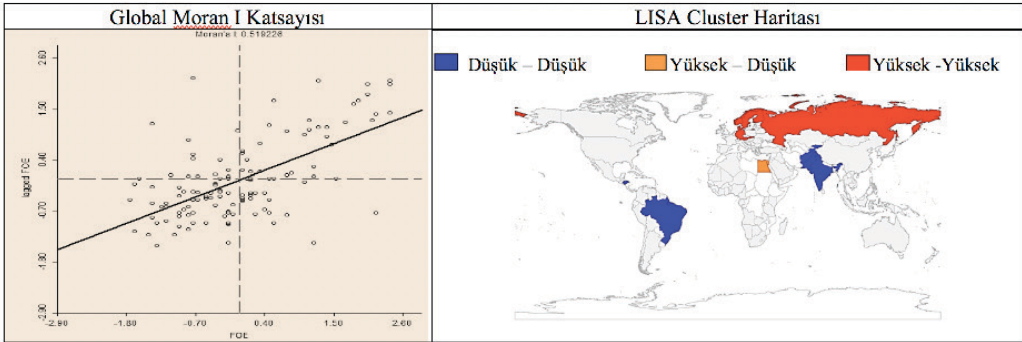 Global Moran I Katsayısı
LISA Cluster Haritası
Moran's I: 0.519226
Düşük – Düşük
Yüksek – Düşük
Yüksek -Yüksek
2.60
1.50
0.40
-0.70
-1.80
-2.90
lagged FOE
-2.90 -1.80 -0.70 0.40 1.50 2.60
FOE